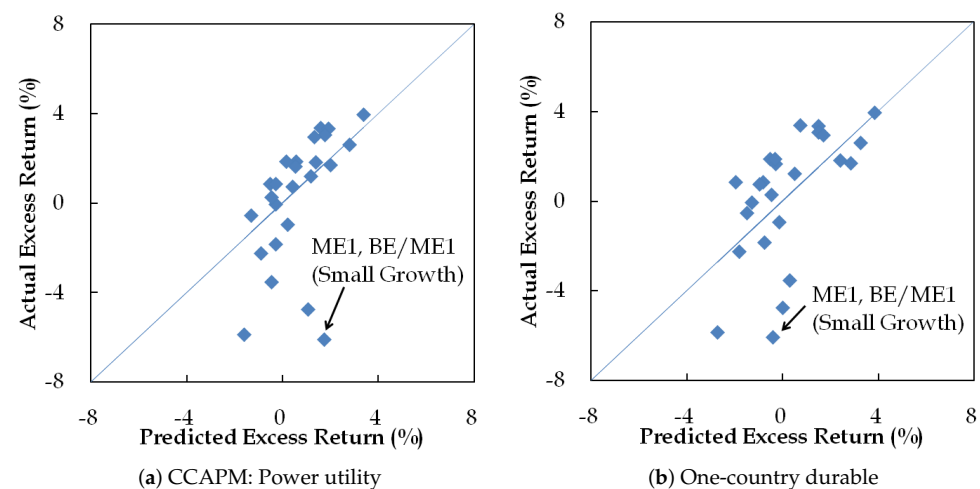 8
4
0
-4
-8
Actual Excess Return (%)
ME1, BE/ME1
(Small Growth)
-8
-4
0
4
8
Predicted Excess Return (%)
(a) CCAPM: Power utility
8
4
0
-4
-8
Actual Excess Return (%)
ME1, BE/ME1
(Small Growth)
-8
-4
0
4
8
Predicted Excess Return (%)
(b) One-country durable